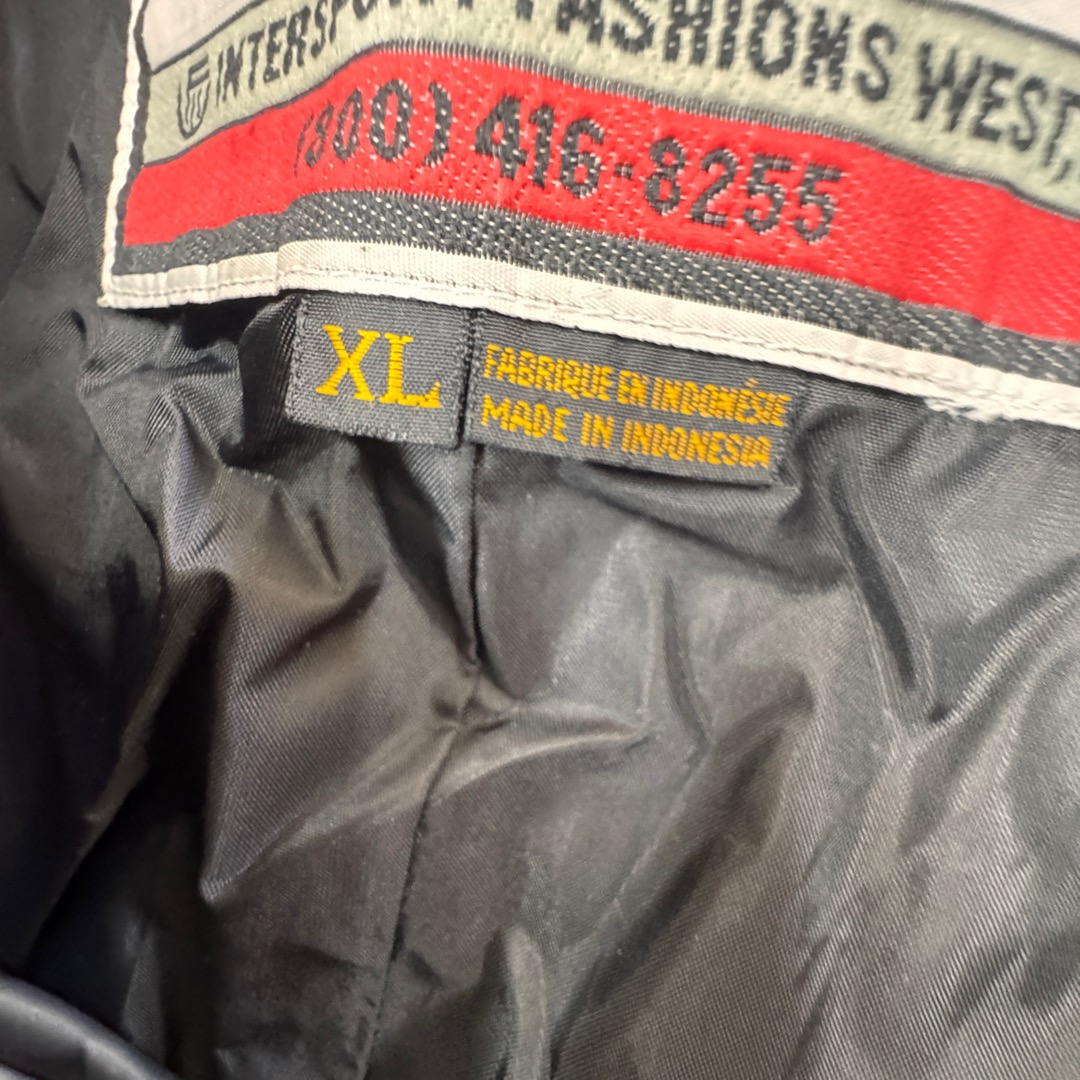 INTERSPORT FASHIONS WEST,
(800) 416-8255
XL
FABRIQUE EN INDONÉSIE
MADE IN INDONESIA